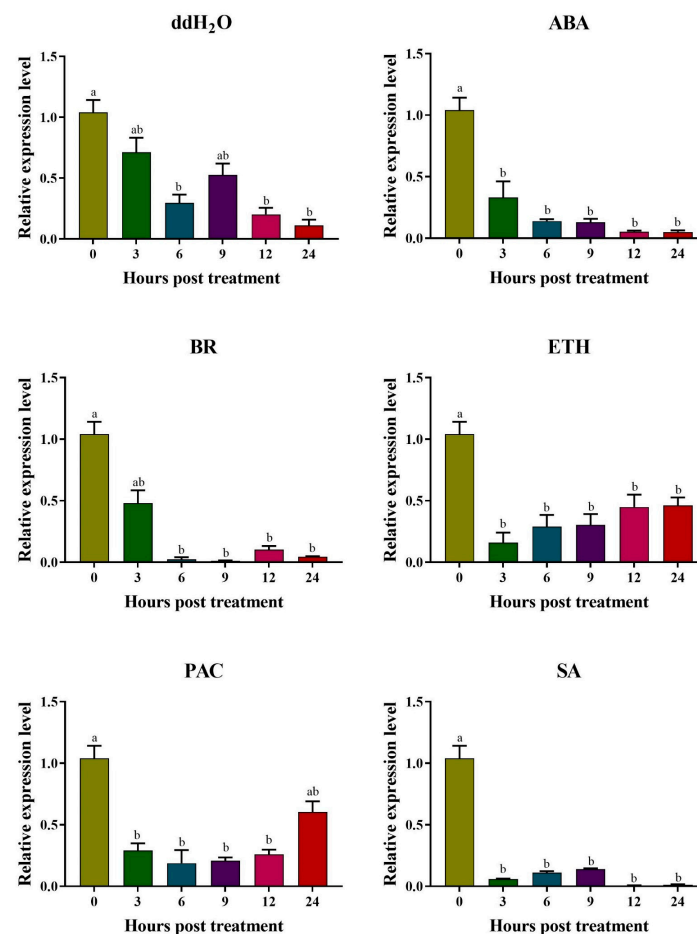 ddH₂O
Relative expression level
1.5
1.0
0.5
0.0
a
ab
b
ab
b
b
0 3 6 9 12 24
Hours post treatment
ABA
Relative expression level
1.5
1.0
0.5
0.0
a
b
b
b
b
b
0 3 6 9 12 24
Hours post treatment
BR
Relative expression level
1.5
1.0
0.5
0.0
a
ab
b
b
b
b
0 3 6 9 12 24
Hours post treatment
ETH
Relative expression level
1.5
1.0
0.5
0.0
a
b
b
b
b
b
0 3 6 9 12 24
Hours post treatment
PAC
Relative expression level
1.5
1.0
0.5
0.0
a
b
b
b
b
ab
0 3 6 9 12 24
Hours post treatment
SA
Relative expression level
1.5
1.0
0.5
0.0
a
b
b
b
b
b
0 3 6 9 12 24
Hours post treatment